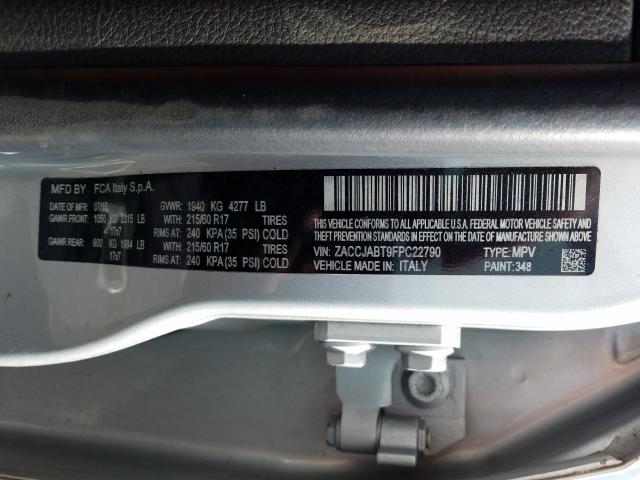 MFD BY FCA Italy S.p.A.
DATE OF MFR: 07/15 GVWR: 1940 KG 4277 LB
GAWR FRONT: 1050 KG 2315 LB WITH: 215/60 R17 TIRES
17x7 RIMS AT: 240 KPA (35 PSI) COLD
GAWR REAR: 900 KG 1984 LB WITH: 215/60 R17 TIRES
17x7 RIMS AT: 240 KPA (35 PSI) COLD
THIS VEHICLE CONFORMS TO ALL APPLICABLE U.S.A. FEDERAL MOTOR VEHICLE SAFETY AND
THEFT PREVENTION STANDARDS IN EFFECT ON THE DATE OF MANUFACTURE SHOWN ABOVE
VIN: ZACCJABT9FPC22790 TYPE: MPV
VEHICLE MADE IN: ITALY PAINT: 348